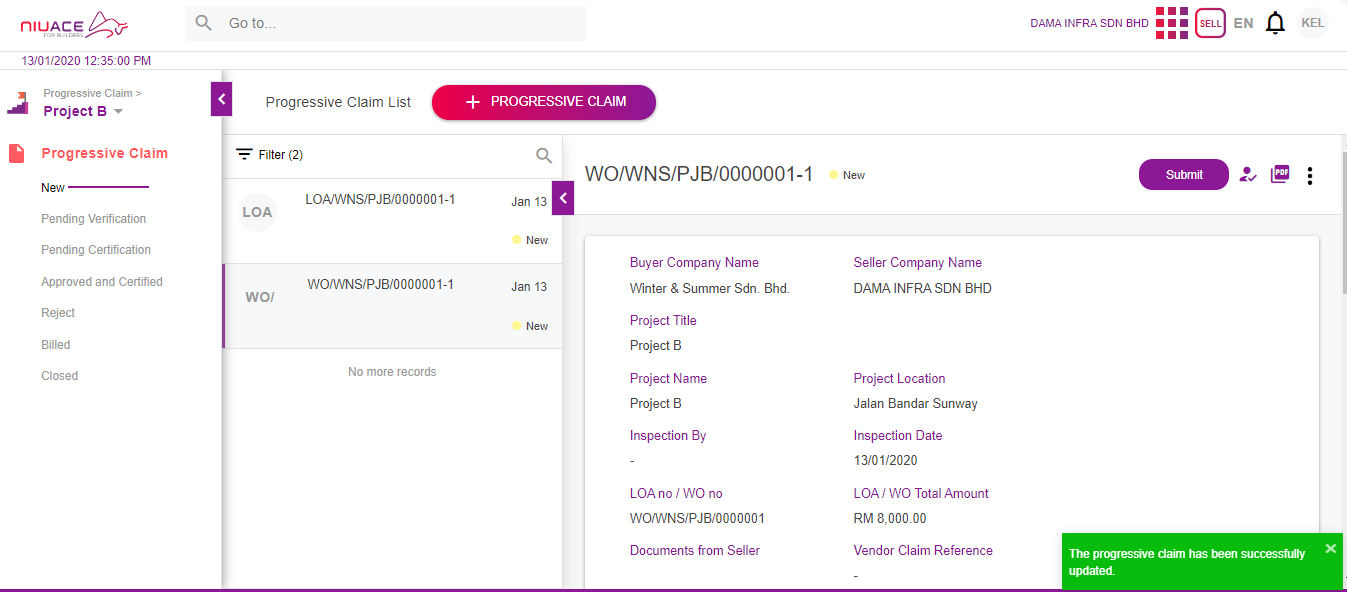 NIUACE
FOR BUILDERS
Go to...
DAMA INFRA SDN BHD
SELL
EN
KEL
13/01/2020 12:35:00 PM
Progressive Claim >
Project B
Progressive Claim
New
Pending Verification
Pending Certification
Approved and Certified
Reject
Billed
Closed
Progressive Claim List
+ PROGRESSIVE CLAIM
Filter (2)
LOA
LOA/WNS/PJB/0000001-1
Jan 13
New
WO/
WO/WNS/PJB/0000001-1
Jan 13
New
No more records
WO/WNS/PJB/0000001-1
New
Submit
PDF
Buyer Company Name
Seller Company Name
Winter & Summer Sdn. Bhd.
DAMA INFRA SDN BHD
Project Title
Project B
Project Name
Project Location
Project B
Jalan Bandar Sunway
Inspection By
Inspection Date
-
13/01/2020
LOA no / WO no
LOA / WO Total Amount
WO/WNS/PJB/0000001
RM 8,000.00
Documents from Seller
Vendor Claim Reference
-
The progressive claim has been successfully
updated.